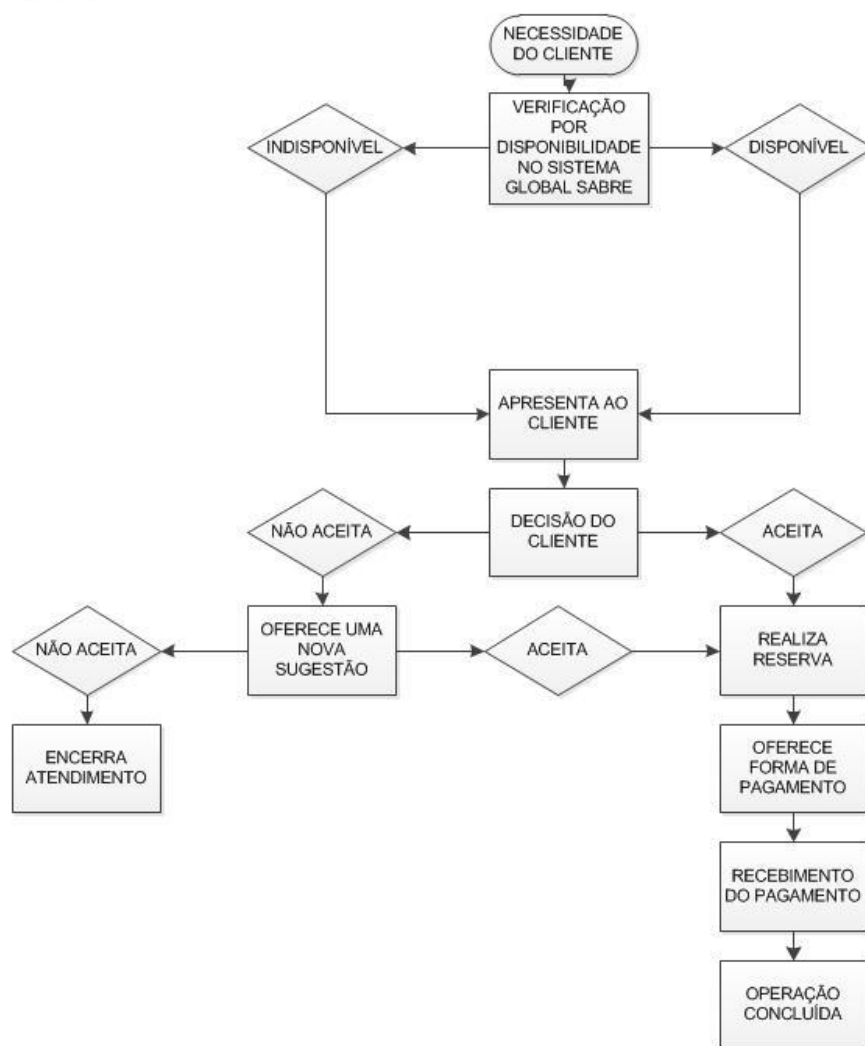 NECESSIDADE
DO CLIENTE
VERIFICAÇÃO
POR
DISPONIBILIDADE
NO SISTEMA
GLOBAL SABRE
INDISPONÍVEL
DISPONÍVEL
APRESENTA AO
CLIENTE
DECISÃO DO
CLIENTE
NÃO ACEITA
ACEITA
NÃO ACEITA
OFERECE UMA
NOVA
SUGESTÃO
ACEITA
REALIZA
RESERVA
ENCERRA
ATENDIMENTO
OFERECE
FORMA DE
PAGAMENTO
RECEBIMENTO
DO PAGAMENTO
OPERAÇÃO
CONCLUÍDA